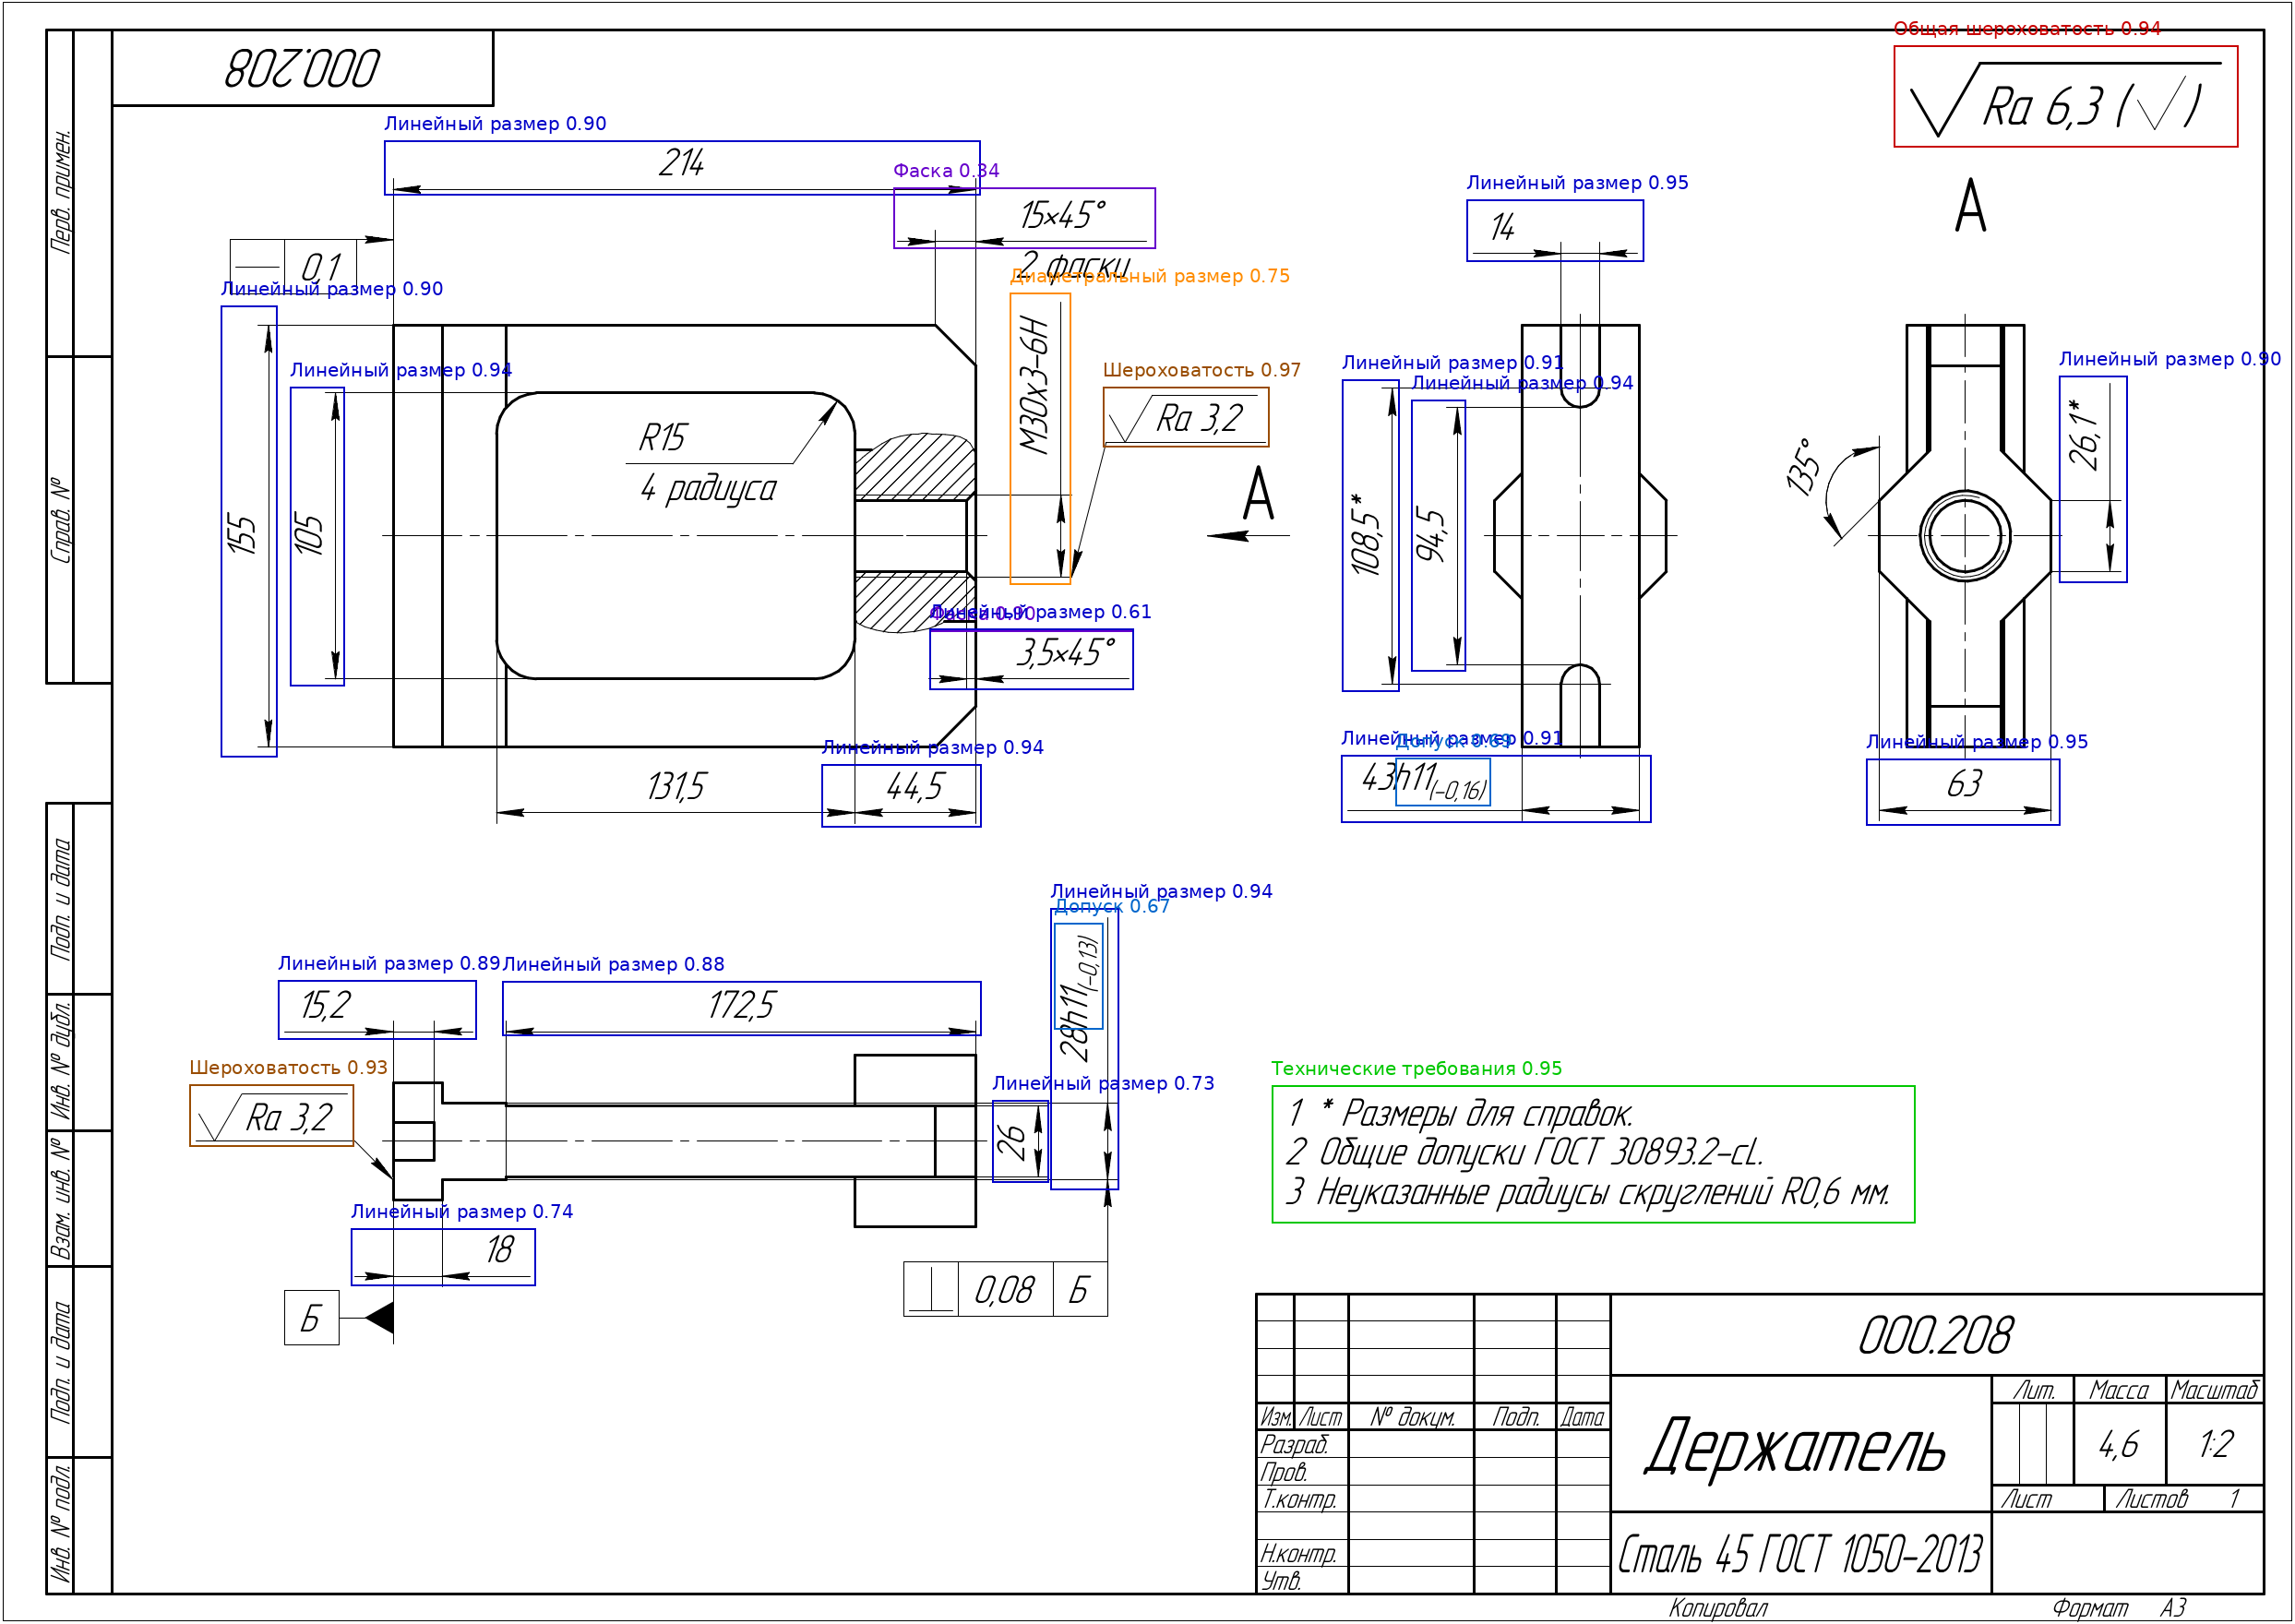 000.208
Общая шероховатость 0.94
Ra 6,3 (√)
Перв. примен.
Справ. №
Подп. и дата
Инв. № дубл.
Взам. инв. №
Подп. и дата
Инв. № подл.
Линейный размер 0.90
214
Фаска 0.34
15×45°
2 фаски
0,1
Линейный размер 0.90
155
Линейный размер 0.94
105
R15
4 радиуса
Диаметральный размер 0.75
М30х3-6Н
Шероховатость 0.97
Ra 3,2
А
Линейный размер 0.61
Фаска 0.90
3,5×45°
131,5
Линейный размер 0.94
44,5
Линейный размер 0.95
14
Линейный размер 0.91
108,5*
Линейный размер 0.94
94,5
Линейный размер 0.91
Допуск 0.69
43h11(-0,16)
А
135°
Линейный размер 0.90
26,1*
Линейный размер 0.95
63
Линейный размер 0.89
15,2
Линейный размер 0.88
172,5
Линейный размер 0.94
Допуск 0.67
28h11(-0,13)
Линейный размер 0.73
26
Шероховатость 0.93
Ra 3,2
Линейный размер 0.74
18
Б
0,08 Б
Технические требования 0.95
1 * Размеры для справок.
2 Общие допуски ГОСТ 30893.2-cL.
3 Неуказанные радиусы скруглений R0,6 мм.
000.208
Держатель
Сталь 45 ГОСТ 1050-2013
Лит. Масса Масштаб
4,6 1:2
Лист Листов 1
Изм. Лист № докум. Подп. Дата
Разраб.
Пров.
Т.контр.
Н.контр.
Утв.
Копировал Формат А3